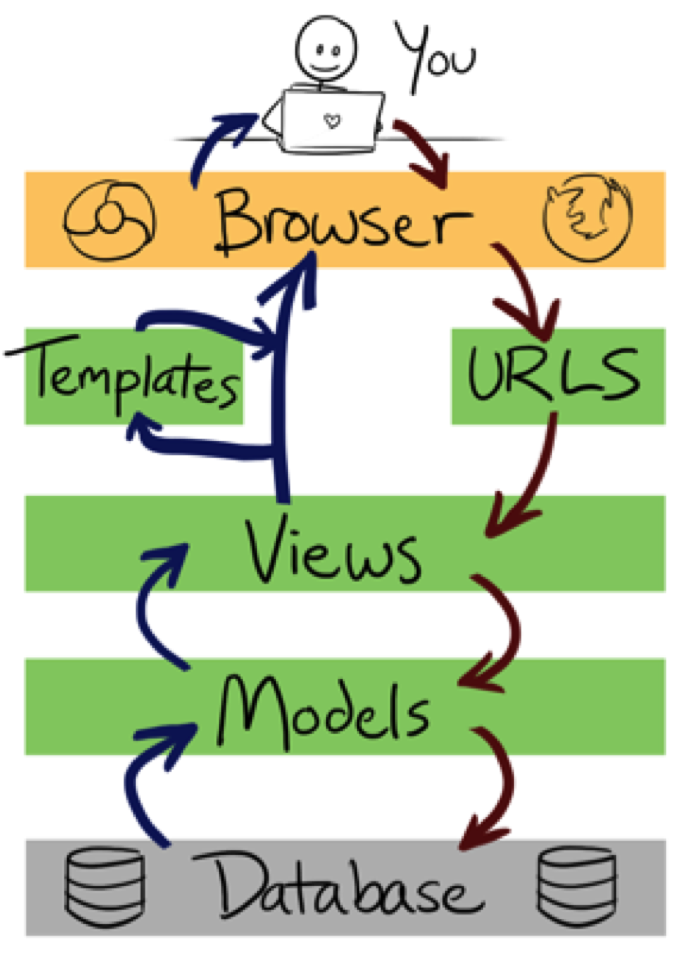 You
Browser
Templates
URLS
Views
Models
Database